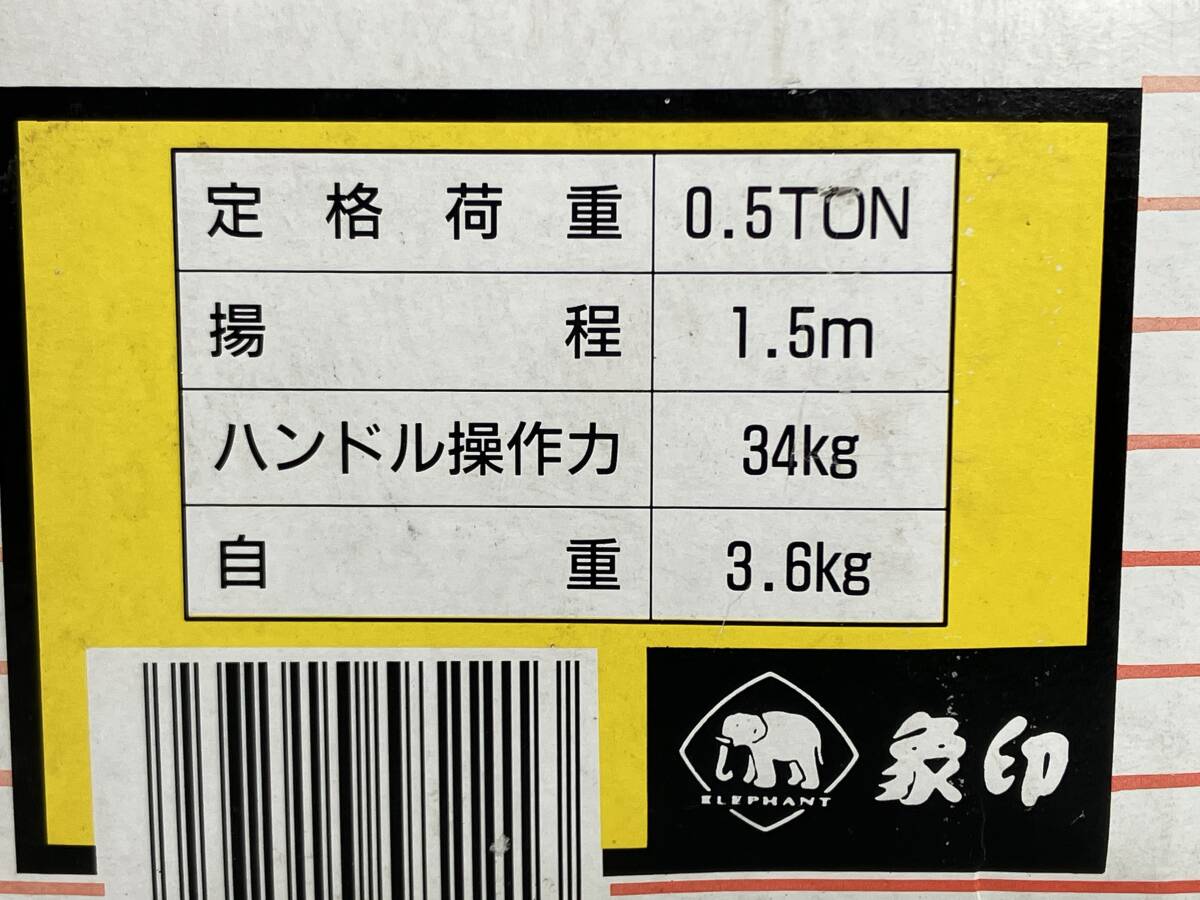 定格荷重 0.5TON
揚程 1.5m
ハンドル操作力 34kg
自重 3.6kg
ELEPHANT
象印